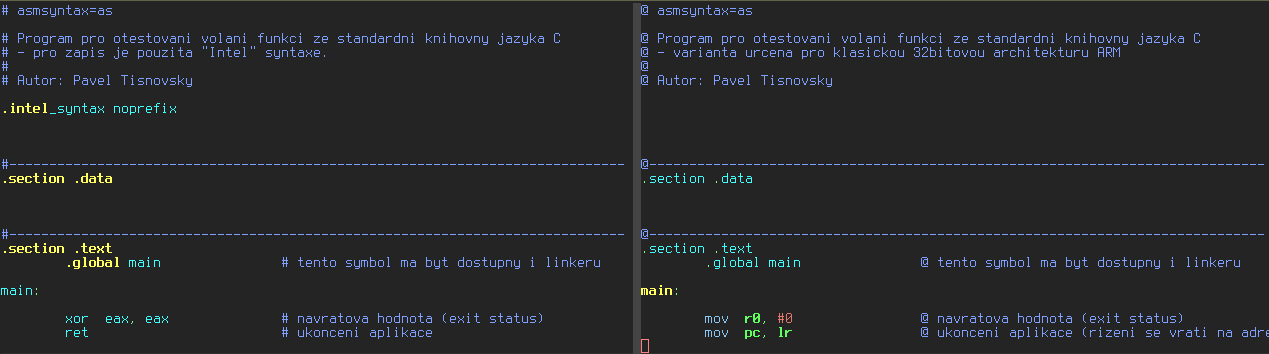 # asmsyntax=as
# Program pro otestovani volani funkci ze standardni knihovny jazyka C
# - pro zapis je pouzita "Intel" syntaxe.
#
# Autor: Pavel Tisnovsky
.intel_syntax noprefix
#-----------------------------------------------------------------------------
.section .data
#-----------------------------------------------------------------------------
.section .text
        .global main               # tento symbol ma byt dostupny i linkeru
main:
        xor  eax, eax              # navratova hodnota (exit status)
        ret                        # ukonceni aplikace
@ asmsyntax=as
@ Program pro otestovani volani funkci ze standardni knihovny jazyka C
@ - varianta urcena pro klasickou 32bitovou architekturu ARM
@
@ Autor: Pavel Tisnovsky
@-----------------------------------------------------------------------------
.section .data
@-----------------------------------------------------------------------------
.section .text
        .global main               @ tento symbol ma byt dostupny i linkeru
main:
        mov  r0, #0                @ navratova hodnota (exit status)
        mov  pc, lr                @ ukonceni aplikace (rizeni se vrati na adre